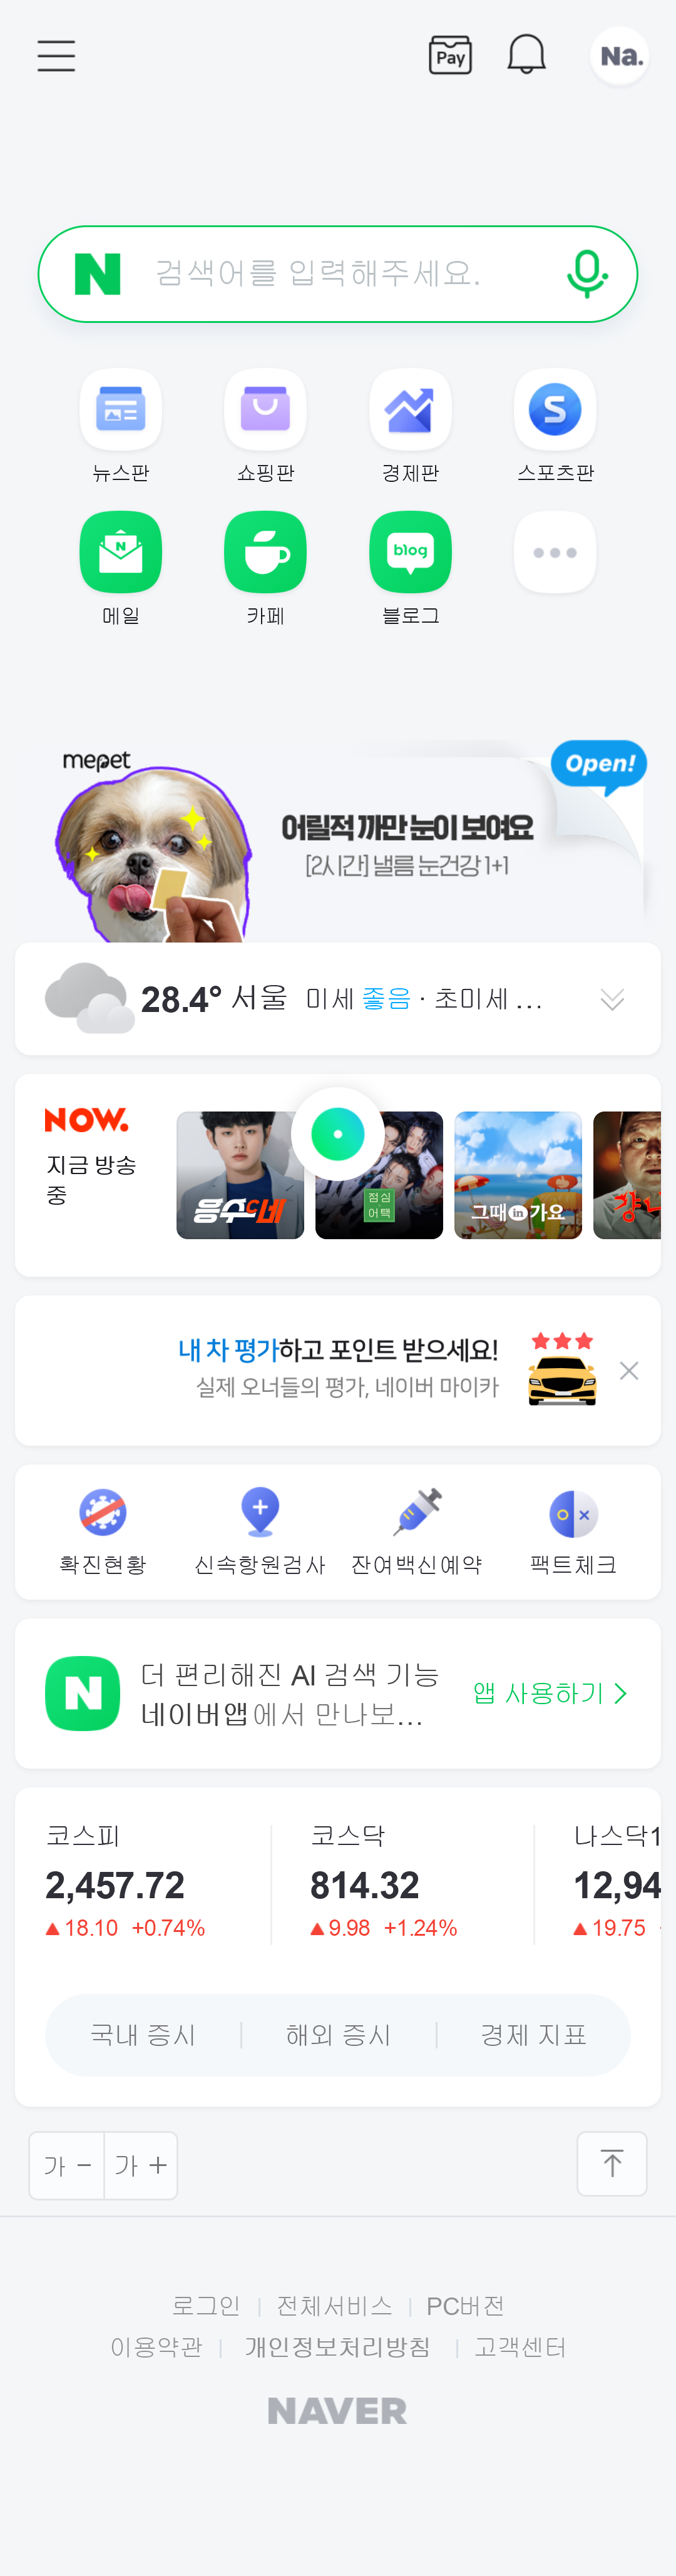 Pay
Na.
N 검색어를 입력해주세요.
뉴스판 쇼핑판 경제판 스포츠판
N
blog
메일 카페 블로그
mepet
Open!
어릴적 까만 눈이 보여요
[2시간] 낼름 눈건강 1+1
28.4° 서울 미세 좋음 · 초미세 ...
NOW.
지금 방송
중
점심
어택
그때 in 가요
내 차 평가하고 포인트 받으세요!
실제 오너들의 평가, 네이버 마이카
확진현황 신속항원검사 잔여백신예약 팩트체크
N
더 편리해진 AI 검색 기능
네이버앱에서 만나보...
앱 사용하기
코스피 코스닥 나스닥1
2,457.72 814.32 12,94
▲18.10 +0.74% ▲9.98 +1.24% ▲19.75
국내 증시 | 해외 증시 | 경제 지표
가 - 가 +
로그인 | 전체서비스 | PC버전
이용약관 | 개인정보처리방침 | 고객센터
NAVER